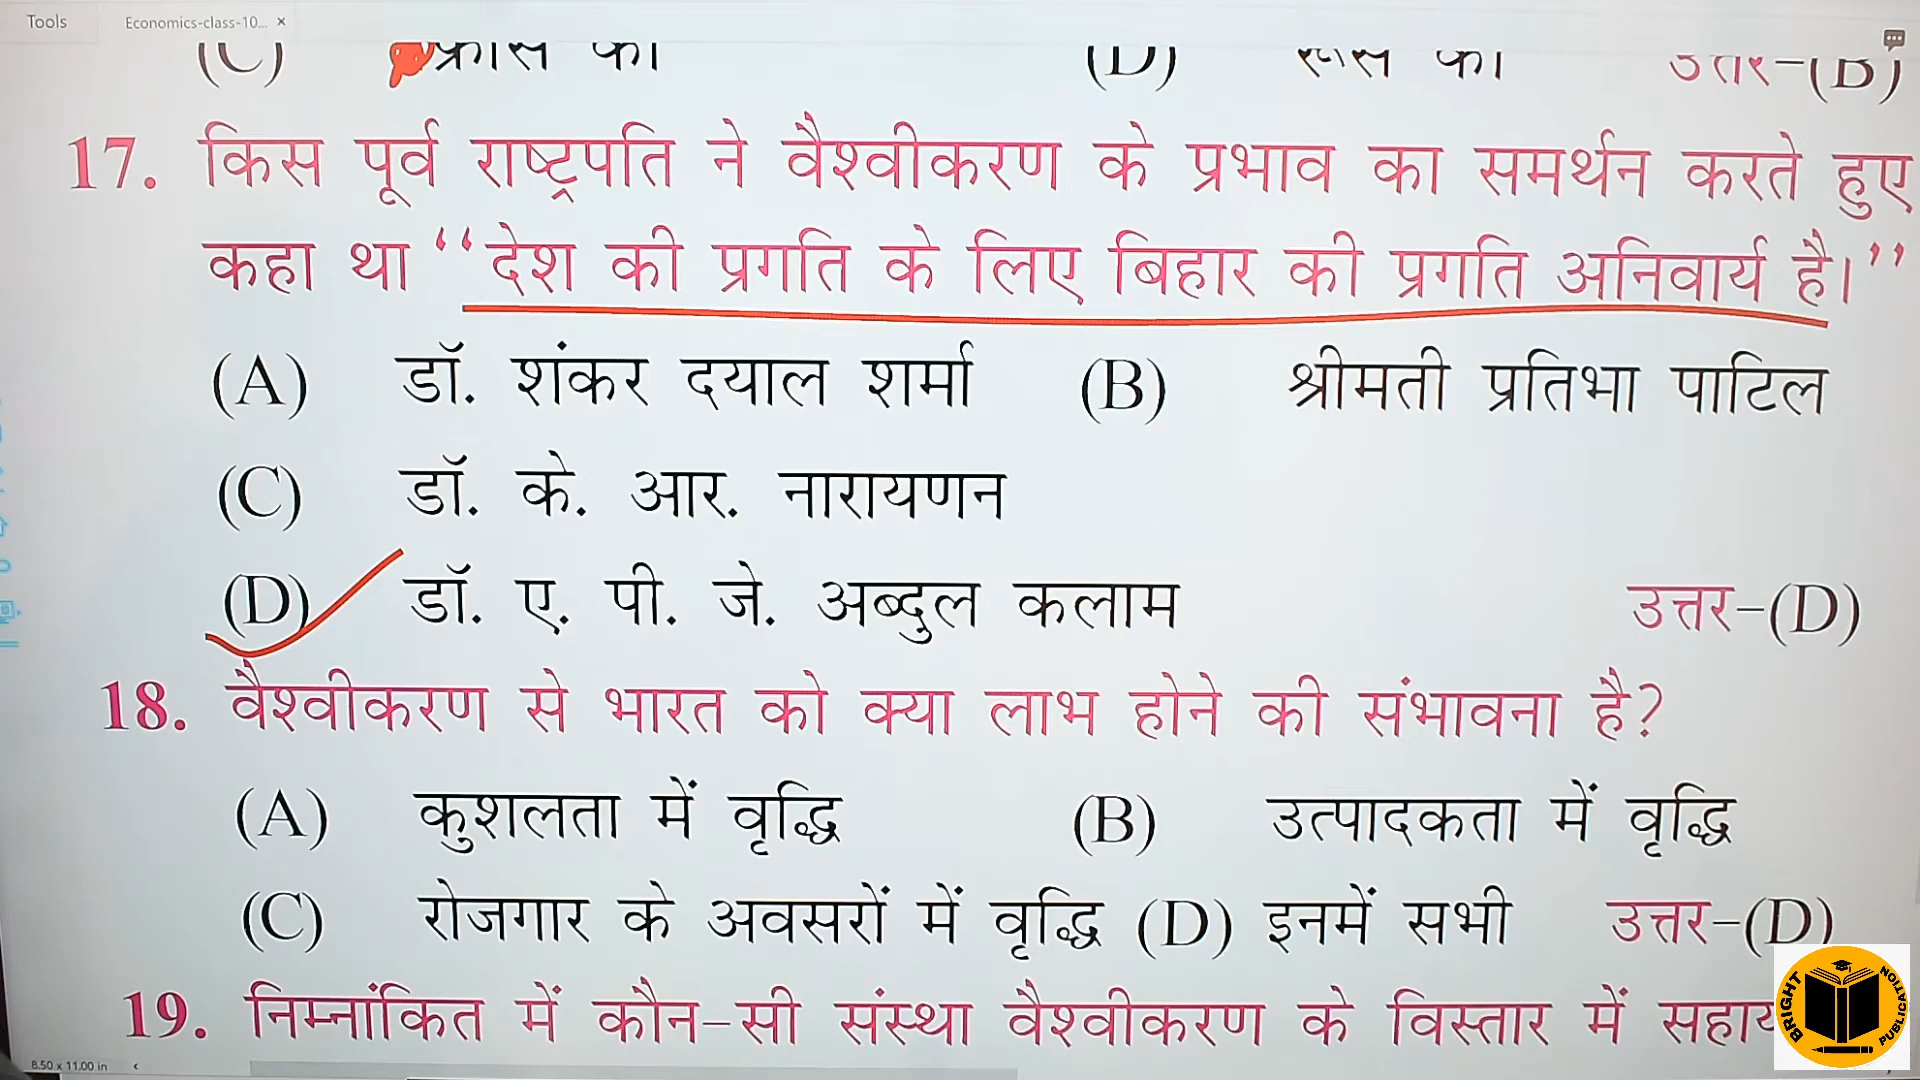 Tools Economics-class-10... ×
(C) फ्रांस का (D) रूस का उत्तर-(B)
17. किस पूर्व राष्ट्रपति ने वैश्वीकरण के प्रभाव का समर्थन करते हुए
कहा था ‘‘देश की प्रगति के लिए बिहार की प्रगति अनिवार्य है।’’
(A) डॉ. शंकर दयाल शर्मा (B) श्रीमती प्रतिभा पाटिल
(C) डॉ. के. आर. नारायणन
(D) डॉ. ए. पी. जे. अब्दुल कलाम उत्तर-(D)
18. वैश्वीकरण से भारत को क्या लाभ होने की संभावना है?
(A) कुशलता में वृद्धि (B) उत्पादकता में वृद्धि
(C) रोजगार के अवसरों में वृद्धि (D) इनमें सभी उत्तर-(D)
19. निम्नांकित में कौन-सी संस्था वैश्वीकरण के विस्तार में
BRIGHT PUBLICATION
8.50 x 11.00 in